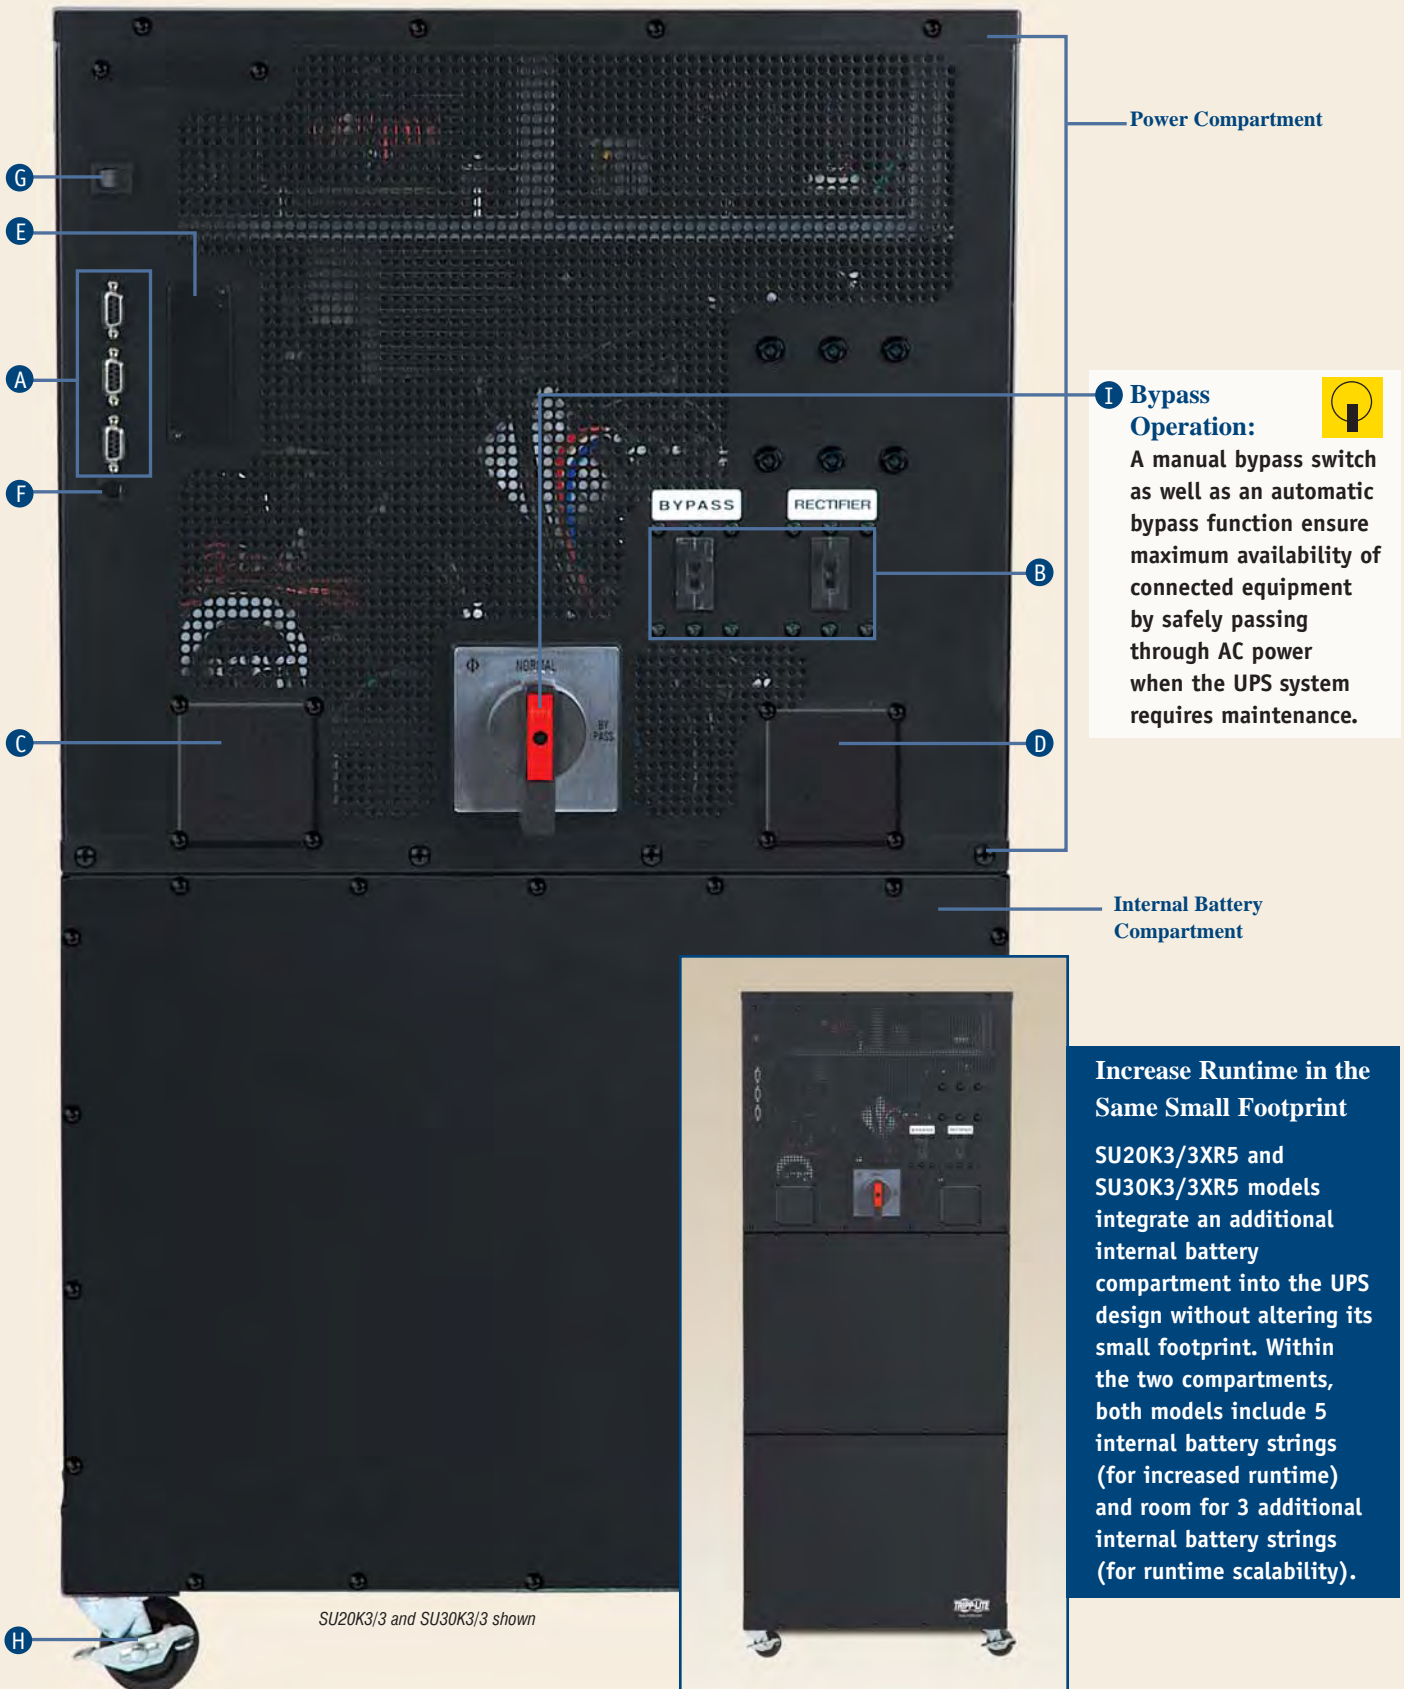 Power Compartment
G
E
A
F
I Bypass
Operation:
A manual bypass switch
as well as an automatic
bypass function ensure
maximum availability of
connected equipment
by safely passing
through AC power
when the UPS system
requires maintenance.
BYPASS
RECTIFIER
B
NORMAL
BY
PASS
C
D
Internal Battery
Compartment
Increase Runtime in the
Same Small Footprint
SU20K3/3XR5 and
SU30K3/3XR5 models
integrate an additional
internal battery
compartment into the UPS
design without altering its
small footprint. Within
the two compartments,
both models include 5
internal battery strings
(for increased runtime)
and room for 3 additional
internal battery strings
(for runtime scalability).
BYPASS
RECTIFIER
TRIPP·LITE
SU20K3/3 and SU30K3/3 shown
H